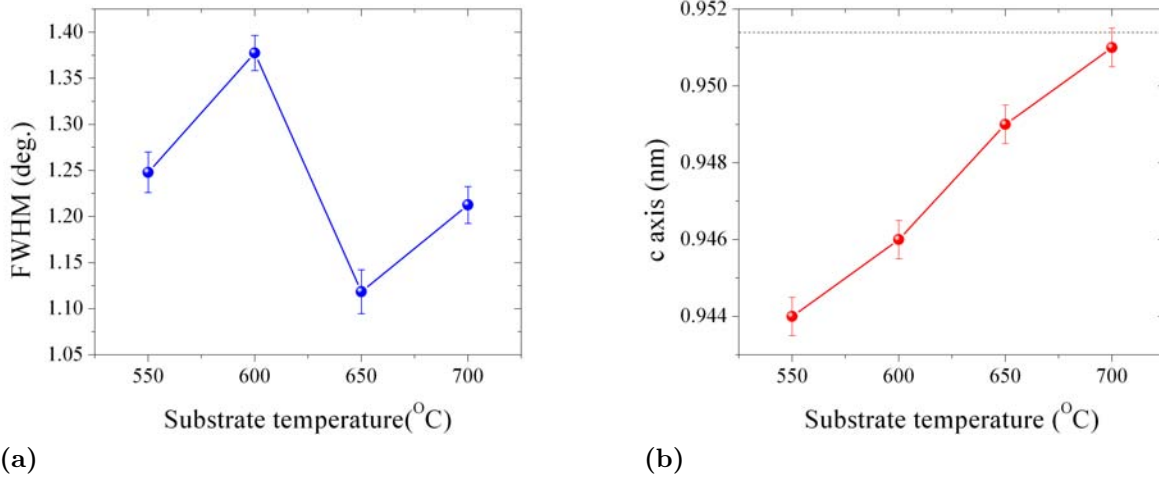 1.40
1.35
1.30
1.25
1.20
1.15
1.10
1.05
FWHM (deg.)
550 600 650 700
Substrate temperature(°C)
(a)
0.952
0.950
0.948
0.946
0.944
c axis (nm)
550 600 650 700
Substrate temperature (°C)
(b)